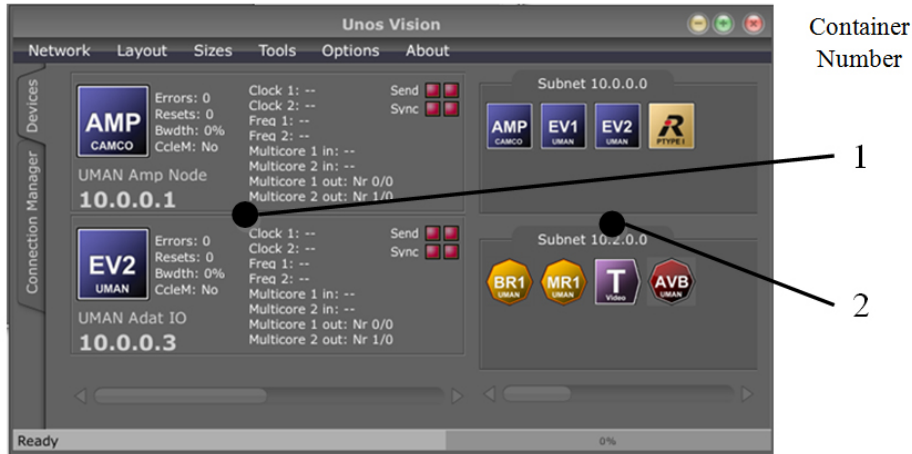 Unos Vision
Container
Number
Network Layout Sizes Tools Options About
Devices
Connection Manager
AMP
CAMCO
Errors: 0
Resets: 0
Bwdth: 0%
CcleM: No
UMAN Amp Node
10.0.0.1
Clock 1: --
Clock 2: --
Freq 1: --
Freq 2: --
Multicore 1 in: --
Multicore 2 in: --
Multicore 1 out: Nr 0/0
Multicore 2 out: Nr 1/0
Send
Sync
EV2
UMAN
Errors: 0
Resets: 0
Bwdth: 0%
CcleM: No
UMAN Adat IO
10.0.0.3
Clock 1: --
Clock 2: --
Freq 1: --
Freq 2: --
Multicore 1 in: --
Multicore 2 in: --
Multicore 1 out: Nr 0/0
Multicore 2 out: Nr 1/0
Send
Sync
Subnet 10.0.0.0
AMP
CAMCO
EV1
UMAN
EV2
UMAN
R
PTYPE I
Subnet 10.2.0.0
BR1
UMAN
MR1
UMAN
T
Video
AVB
UMAN
1
2
Ready
0%